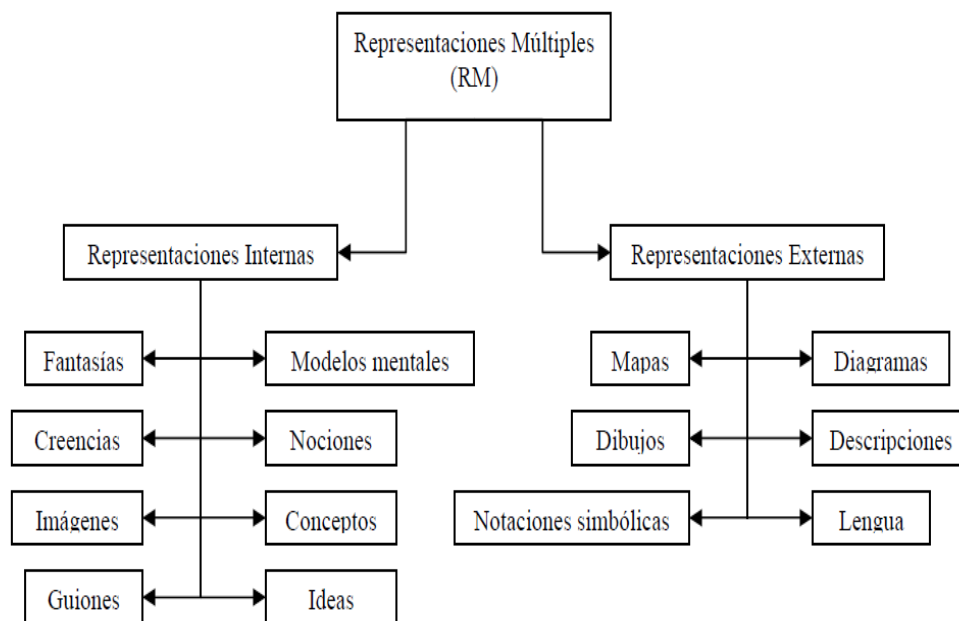 Representaciones Múltiples
(RM)
Representaciones Internas
Representaciones Externas
Fantasías
Modelos mentales
Mapas
Diagramas
Creencias
Nociones
Dibujos
Descripciones
Imágenes
Conceptos
Notaciones simbólicas
Lengua
Guiones
Ideas